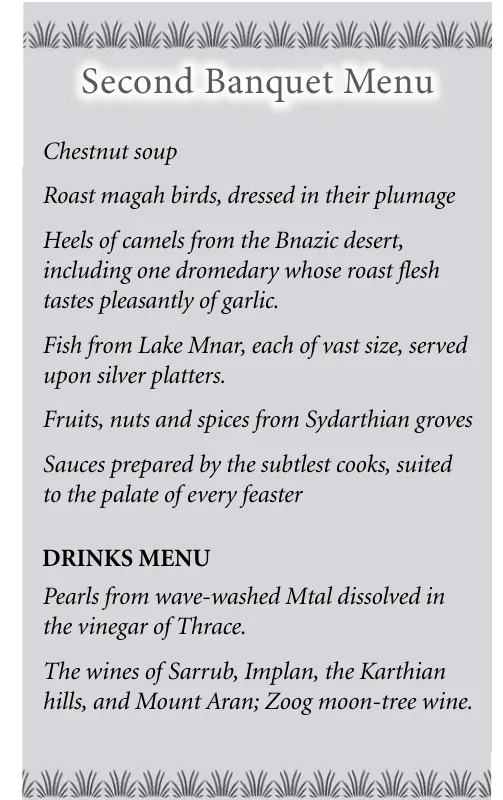 Second Banquet Menu
Chestnut soup
Roast magah birds, dressed in their plumage
Heels of camels from the Bnazic desert,
including one dromedary whose roast flesh
tastes pleasantly of garlic.
Fish from Lake Mnar, each of vast size, served
upon silver platters.
Fruits, nuts and spices from Sydarthian groves
Sauces prepared by the subtlest cooks, suited
to the palate of every feaster
DRINKS MENU
Pearls from wave-washed Mtal dissolved in
the vinegar of Thrace.
The wines of Sarrub, Implan, the Karthian
hills, and Mount Aran; Zoog moon-tree wine.